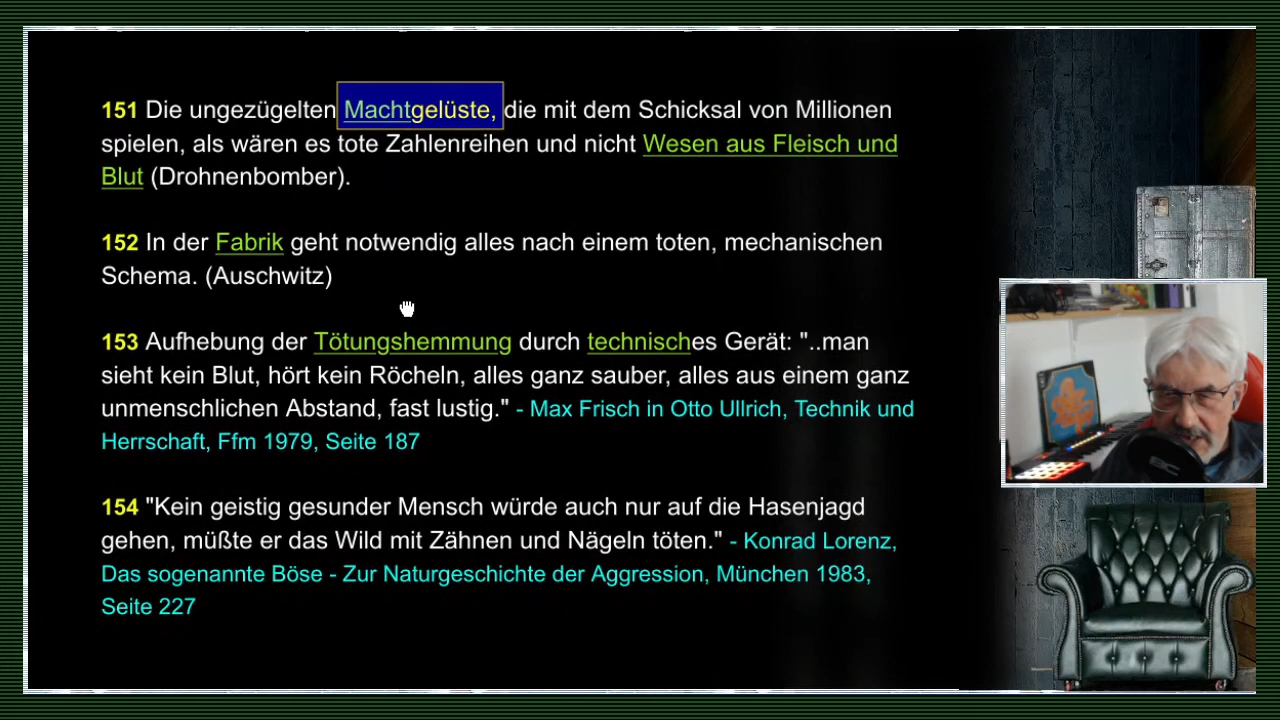 151 Die ungezügelten Machtgelüste, die mit dem Schicksal von Millionen
spielen, als wären es tote Zahlenreihen und nicht Wesen aus Fleisch und
Blut (Drohnenbomber).
152 In der Fabrik geht notwendig alles nach einem toten, mechanischen
Schema. (Auschwitz)
153 Aufhebung der Tötungshemmung durch technisches Gerät: "..man
sieht kein Blut, hört kein Röcheln, alles ganz sauber, alles aus einem ganz
unmenschlichen Abstand, fast lustig." - Max Frisch in Otto Ullrich, Technik und
Herrschaft, Ffm 1979, Seite 187
154 "Kein geistig gesunder Mensch würde auch nur auf die Hasenjagd
gehen, müßte er das Wild mit Zähnen und Nägeln töten." - Konrad Lorenz,
Das sogenannte Böse - Zur Naturgeschichte der Aggression, München 1983,
Seite 227